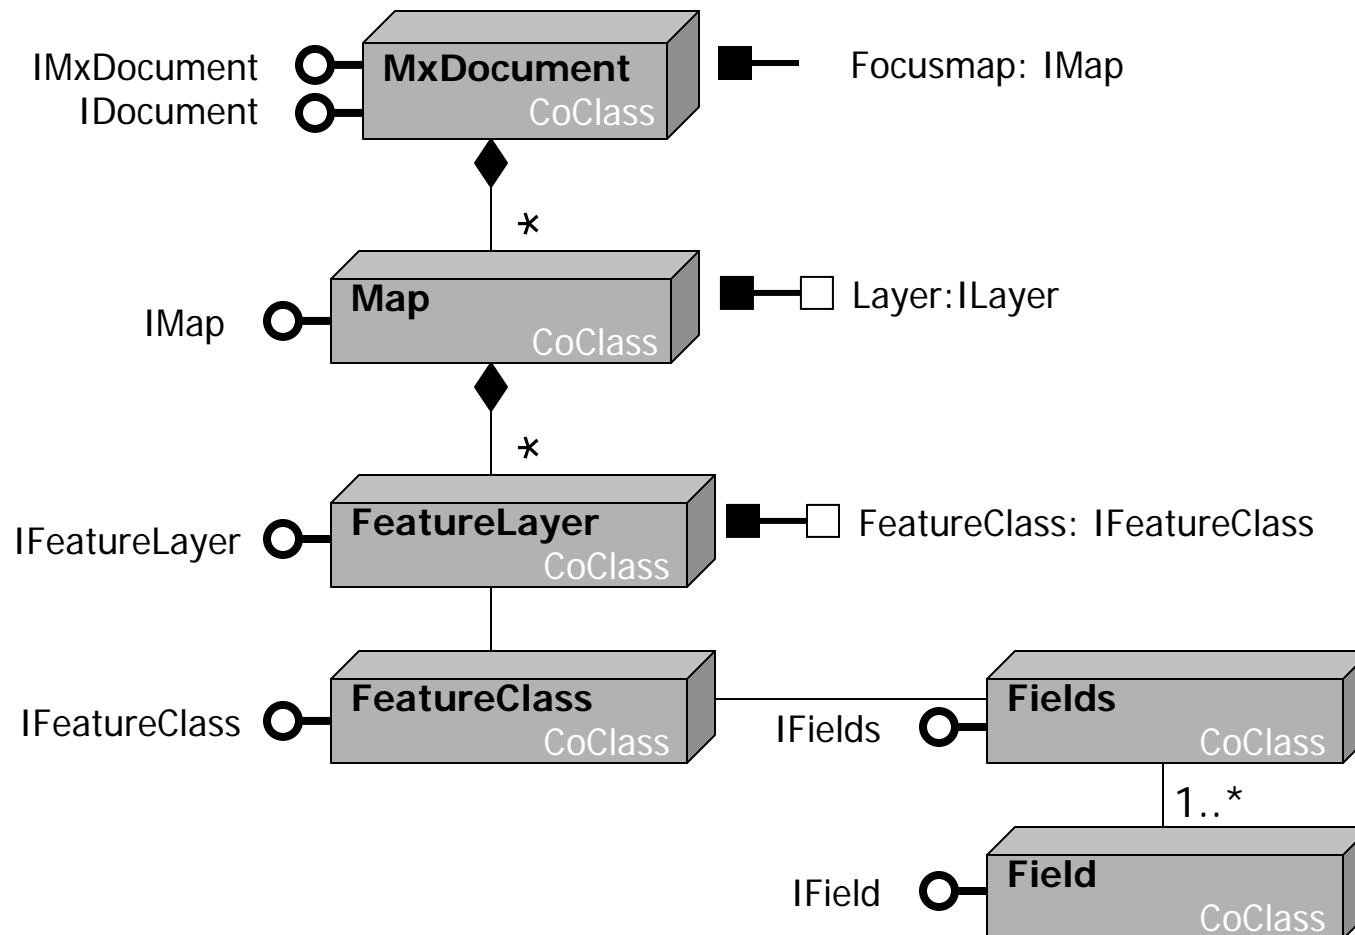 IMxDocument
IDocument
MxDocument
CoClass
Focusmap: IMap
*
IMap
Map
CoClass
Layer:ILayer
*
IFeatureLayer
FeatureLayer
CoClass
FeatureClass: IFeatureClass
IFeatureClass
FeatureClass
CoClass
IFields
Fields
CoClass
1..*
IField
Field
CoClass